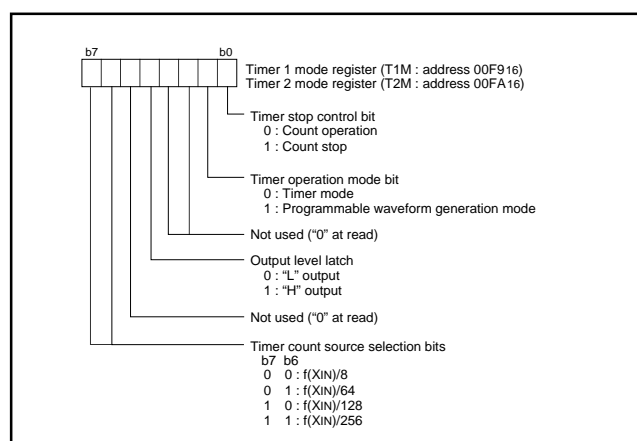 b7 b0
Timer 1 mode register (T1M : address 00F916)
Timer 2 mode register (T2M : address 00FA16)
Timer stop control bit
0 : Count operation
1 : Count stop
Timer operation mode bit
0 : Timer mode
1 : Programmable waveform generation mode
Not used (“0” at read)
Output level latch
0 : “L” output
1 : “H” output
Not used (“0” at read)
Timer count source selection bits
b7 b6
0 0 : f(XIN)/8
0 1 : f(XIN)/64
1 0 : f(XIN)/128
1 1 : f(XIN)/256